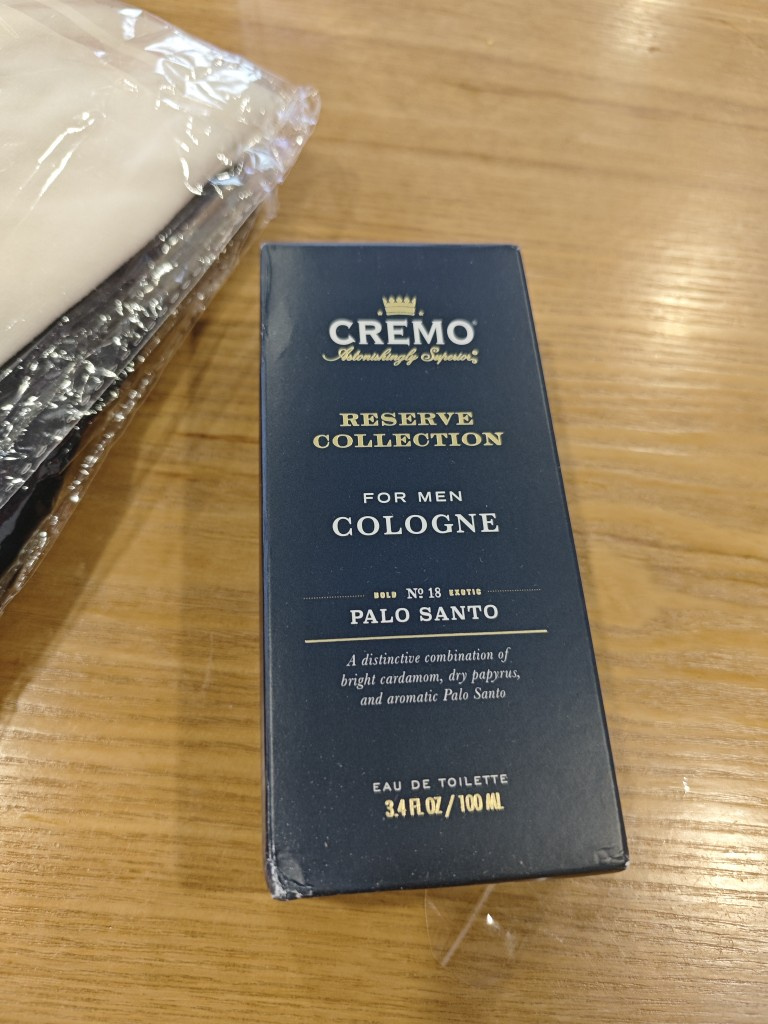 CREMO
Astonishingly Superior
RESERVE
COLLECTION
FOR MEN
COLOGNE
BOLD Nº 18 EXOTIC
PALO SANTO
A distinctive combination of
bright cardamom, dry papyrus,
and aromatic Palo Santo
EAU DE TOILETTE
3.4 FL OZ / 100 ML